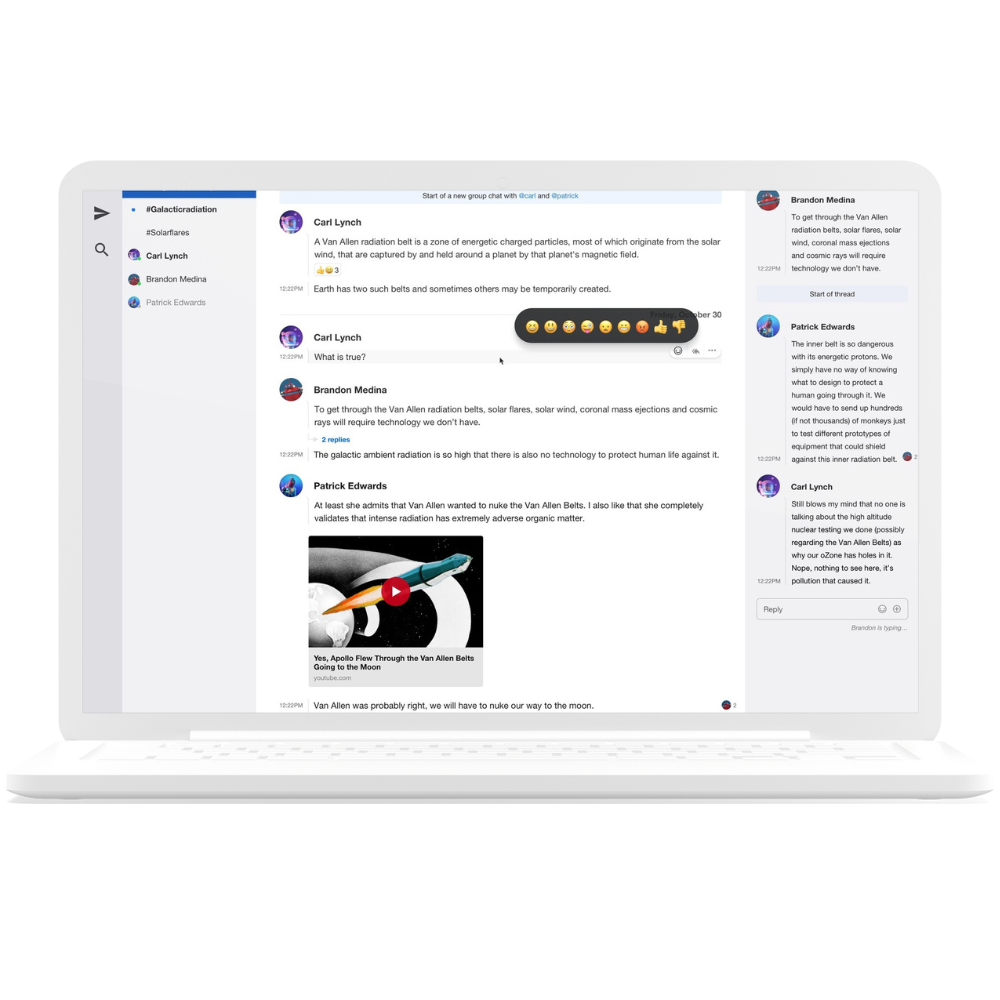 #Galacticradiation
#Solarflares
Carl Lynch
Brandon Medina
Patrick Edwards
Start of a new group chat with @carl and @patrick
Carl Lynch
A Van Allen radiation belt is a zone of energetic charged particles, most of which originate from the solar
wind, that are captured by and held around a planet by that planet's magnetic field.
3
12:22PM Earth has two such belts and sometimes others may be temporarily created.
October 30
Carl Lynch
12:22PM What is true?
Brandon Medina
To get through the Van Allen radiation belts, solar flares, solar wind, coronal mass ejections and cosmic
rays will require technology we don't have.
2 replies
12:22PM The galactic ambient radiation is so high that there is also no technology to protect human life against it.
Patrick Edwards
At least she admits that Van Allen wanted to nuke the Van Allen Belts. I also like that she completely
validates that intense radiation has extremely adverse organic matter.
Yes, Apollo Flew Through the Van Allen Belts
Going to the Moon
youtube.com
12:22PM Van Allen was probably right, we will have to nuke our way to the moon.
2
Brandon Medina
To get through the Van Allen
radiation belts, solar flares, solar
wind, coronal mass ejections
and cosmic rays will require
12:22PM technology we don't have.
Start of thread
Patrick Edwards
The inner belt is so dangerous
with its energetic protons. We
simply have no way of knowing
what to design to protect a
human going through it. We
would have to send up hundreds
(if not thousands) of monkeys just
to test different prototypes of
equipment that could shield
12:22PM against this inner radiation belt.
2
Carl Lynch
Still blows my mind that no one is
talking about the high altitude
nuclear testing we done (possibly
regarding the Van Allen Belts) as
why our oZone has holes in it.
Nope, nothing to see here, it's
12:22PM pollution that caused it.
Reply
Brandon is typing...